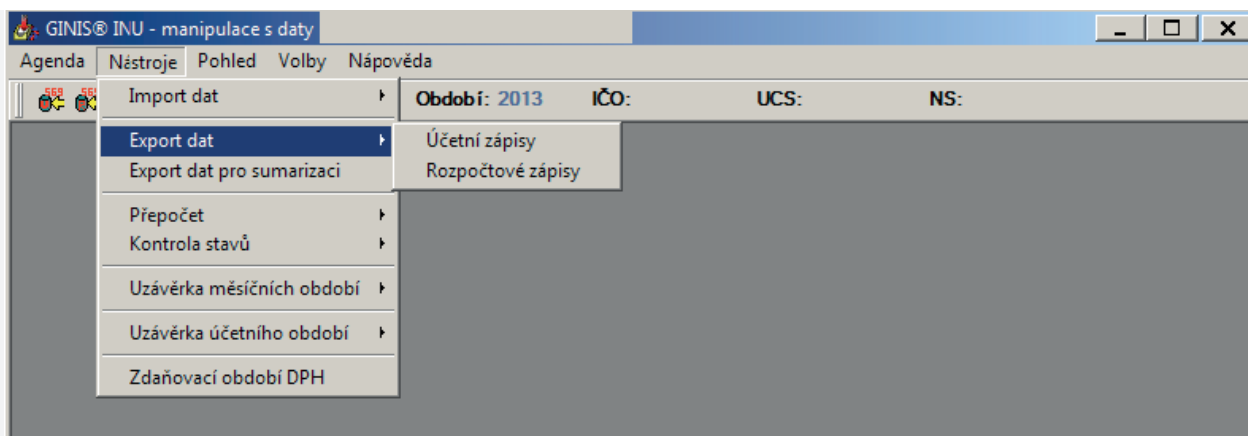 GINIS® INU - manipulace s daty
Agenda Nástroje Pohled Volby Nápověda
Import dat
Období: 2013 IČO: UCS: NS:
Export dat
Účetní zápisy
Export dat pro sumarizaci
Rozpočtové zápisy
Přepočet
Kontrola stavů
Uzávěrka měsíčních období
Uzávěrka účetního období
Zdaňovací období DPH